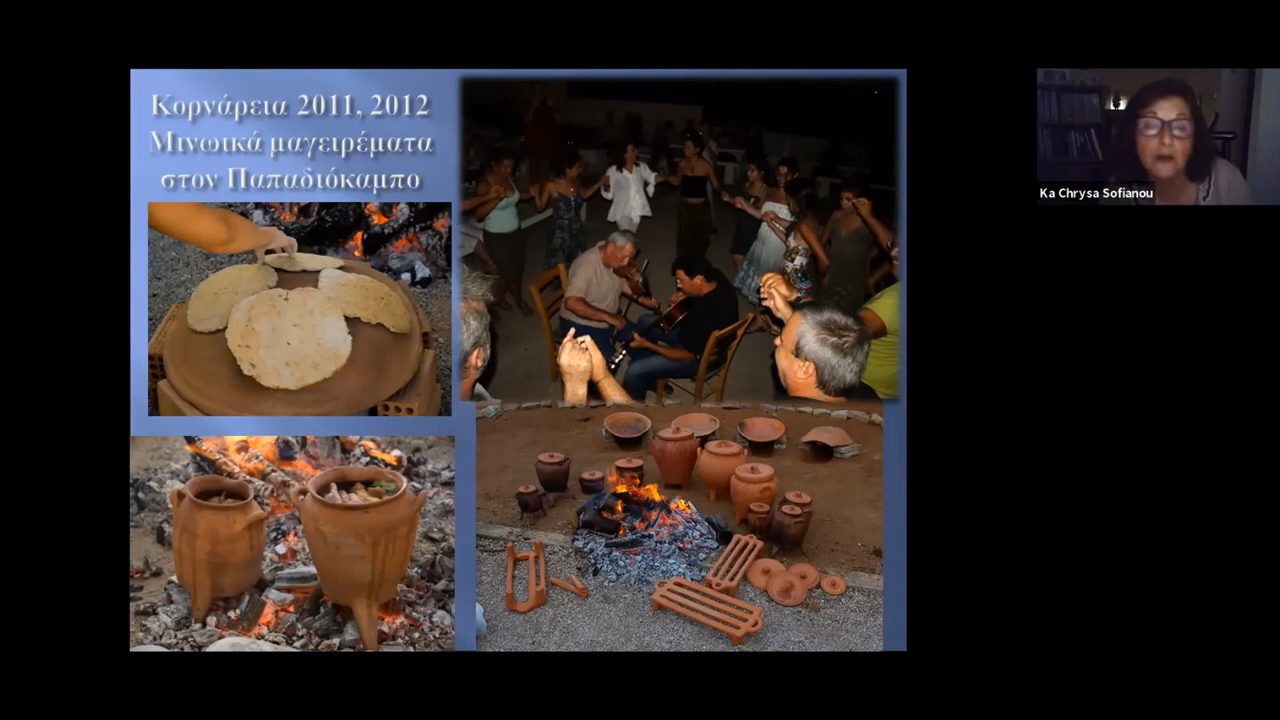 Κορνάρεια 2011, 2012
Μινωικά μαγειρέματα
στον Παπαδιόκαμπο
Ka Chrysa Sofianou